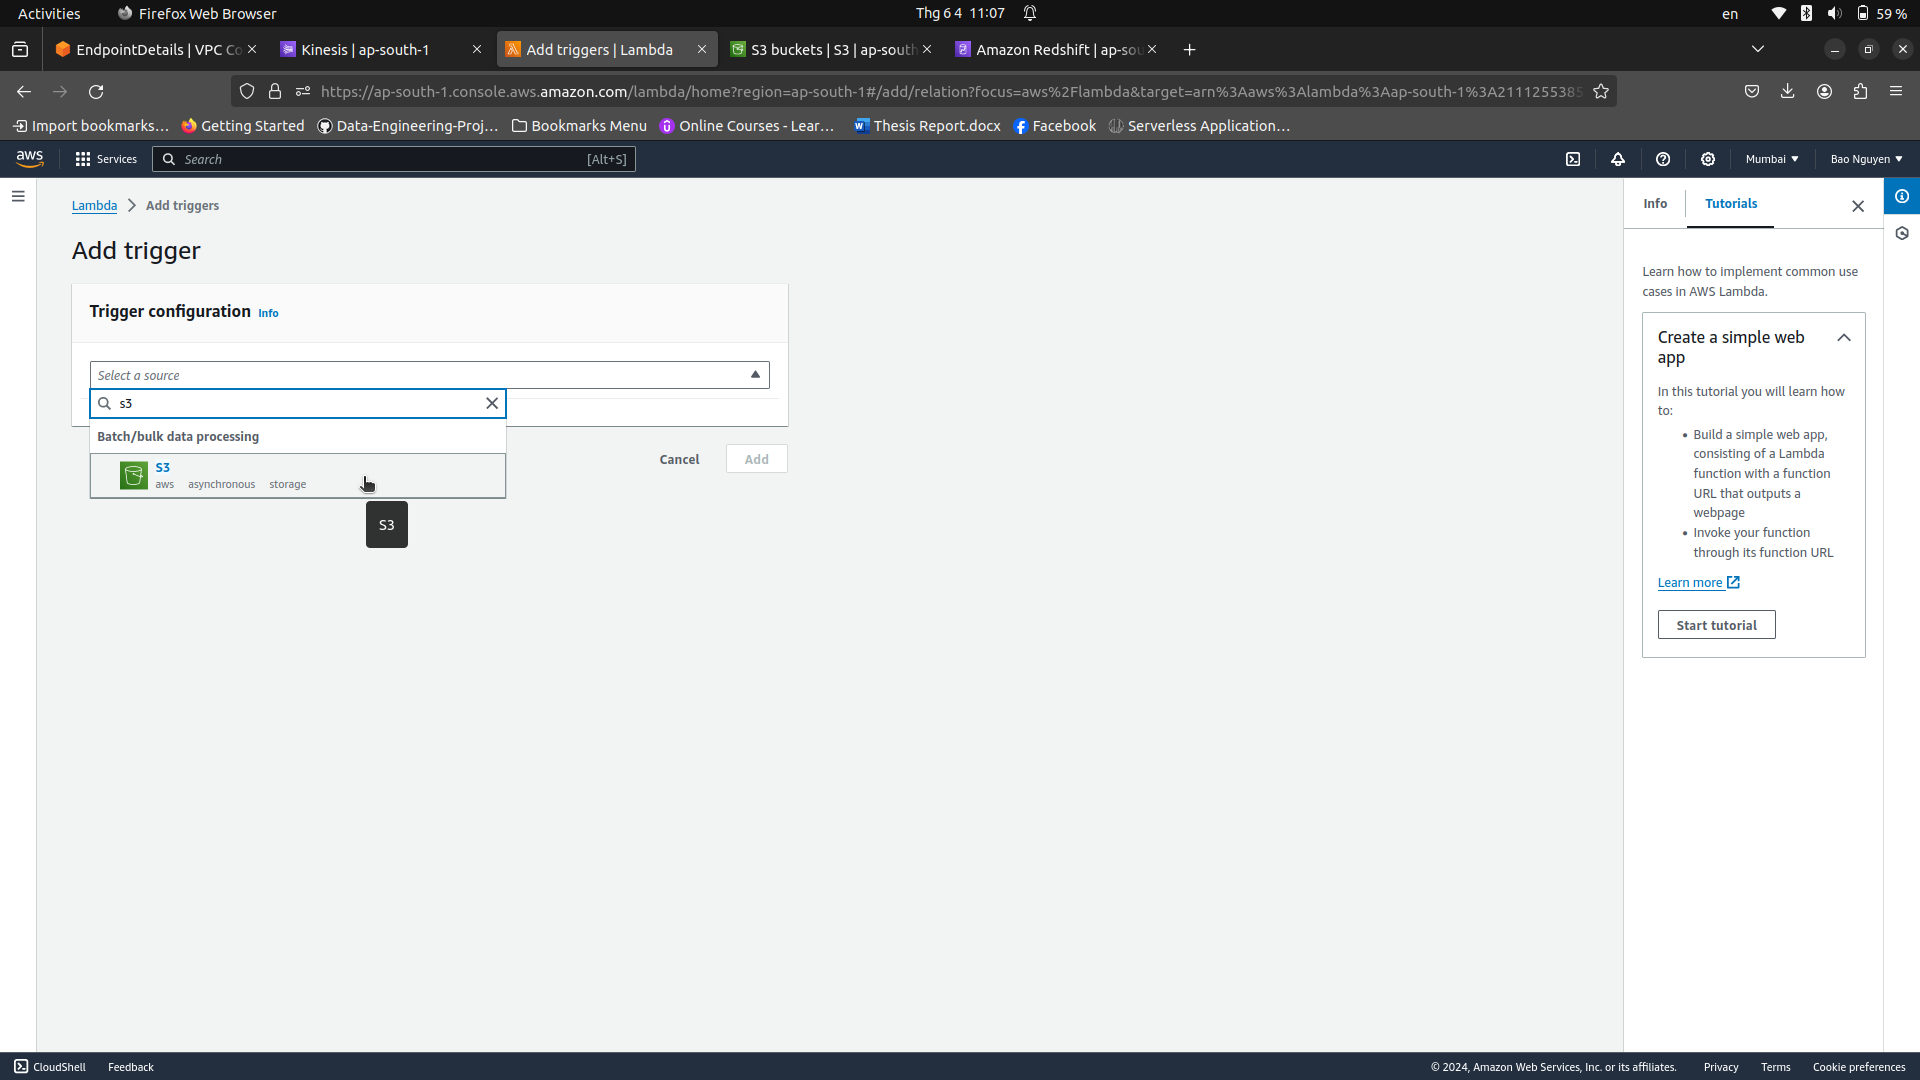 Activities
Firefox Web Browser
Thg 6 4 11:07
en
59 %
EndpointDetails | VPC Co
Kinesis | ap-south-1
Add triggers | Lambda
S3 buckets | S3 | ap-south
Amazon Redshift | ap-sou
https://ap-south-1.console.aws.amazon.com/lambda/home?region=ap-south-1#/add/relation?focus=aws%2Flambda&target=arn%3Aaws%3Alambda%3Aap-south-1%3A2111255385
Import bookmarks…
Getting Started
Data-Engineering-Proj…
Bookmarks Menu
Online Courses - Lear…
Thesis Report.docx
Facebook
Serverless Application…
aws
Services
Search
[Alt+S]
Mumbai
Bao Nguyen
Lambda
Add triggers
Add trigger
Trigger configuration Info
Select a source
s3
Batch/bulk data processing
S3
aws asynchronous storage
S3
Cancel
Add
Info
Tutorials
Learn how to implement common use
cases in AWS Lambda.
Create a simple web
app
In this tutorial you will learn how
to:
• Build a simple web app,
consisting of a Lambda
function with a function
URL that outputs a
webpage
• Invoke your function
through its function URL
Learn more
Start tutorial
CloudShell
Feedback
© 2024, Amazon Web Services, Inc. or its affiliates.
Privacy
Terms
Cookie preferences